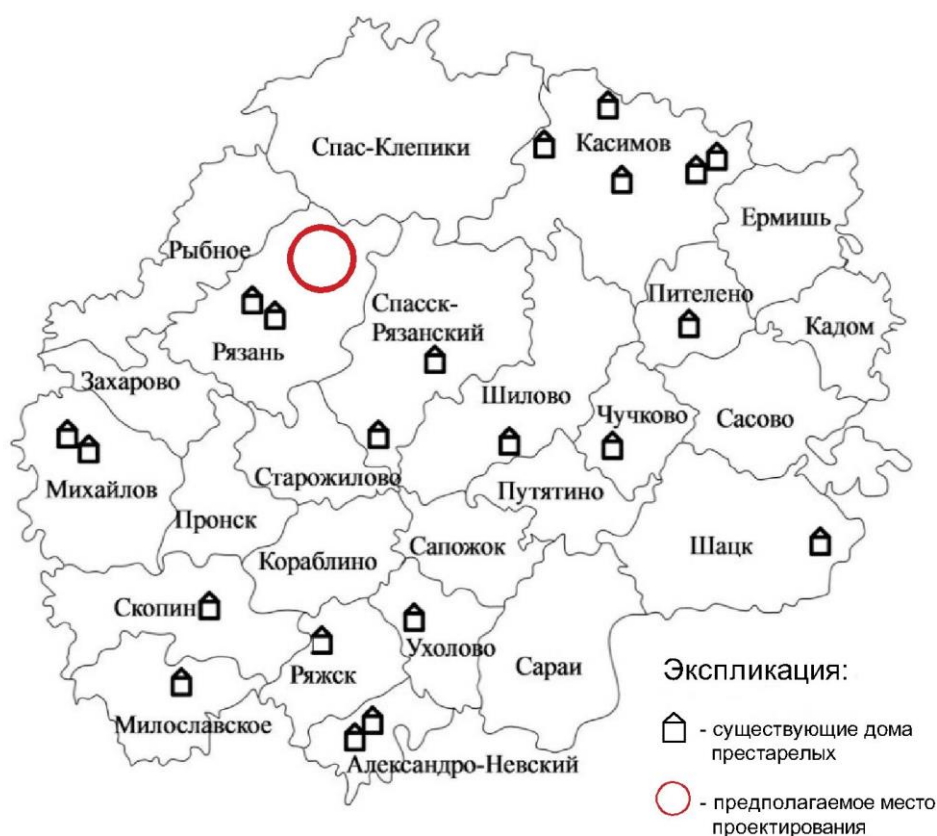 Спас-Клепики
Касимов
Ермишь
Рыбное
Спасск-
Рязанский
Пителено
Кадом
Рязань
Захарово
Шилово
Чучково
Сасово
Михайлов
Старожилово
Путятино
Пронск
Кораблино
Сапожок
Шацк
Скопин
Ухолово
Сараи
Ряжск
Милославское
Александро-Невский
Экспликация:
- существующие дома
престарелых
- предполагаемое место
проектирования